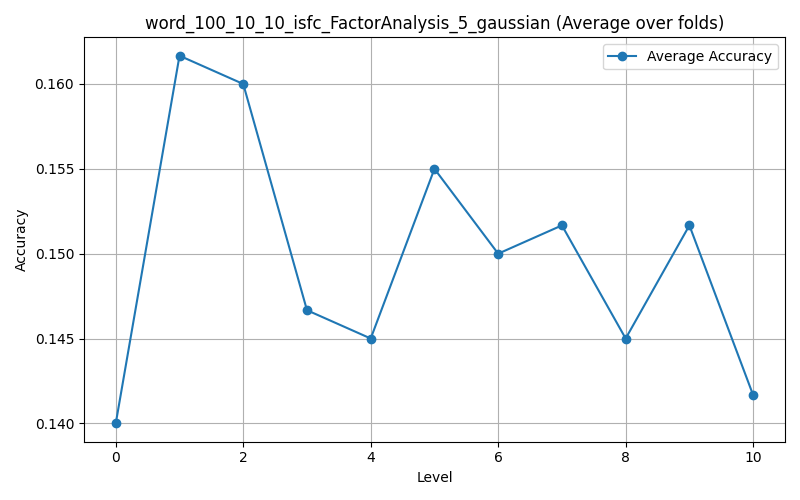 word_100_10_10_isfc_FactorAnalysis_5_gaussian (Average over folds)
Average Accuracy
0.160
0.155
0.150
0.145
0.140
Accuracy
0 2 4 6 8 10
Level